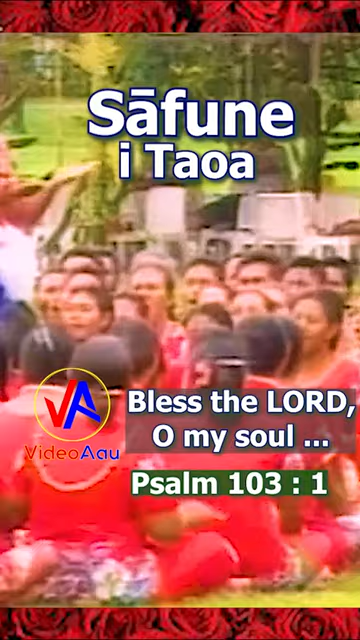 Sāfune
i Taoa
Bless the LORD,
O my soul ...
VideoAau
Psalm 103 : 1